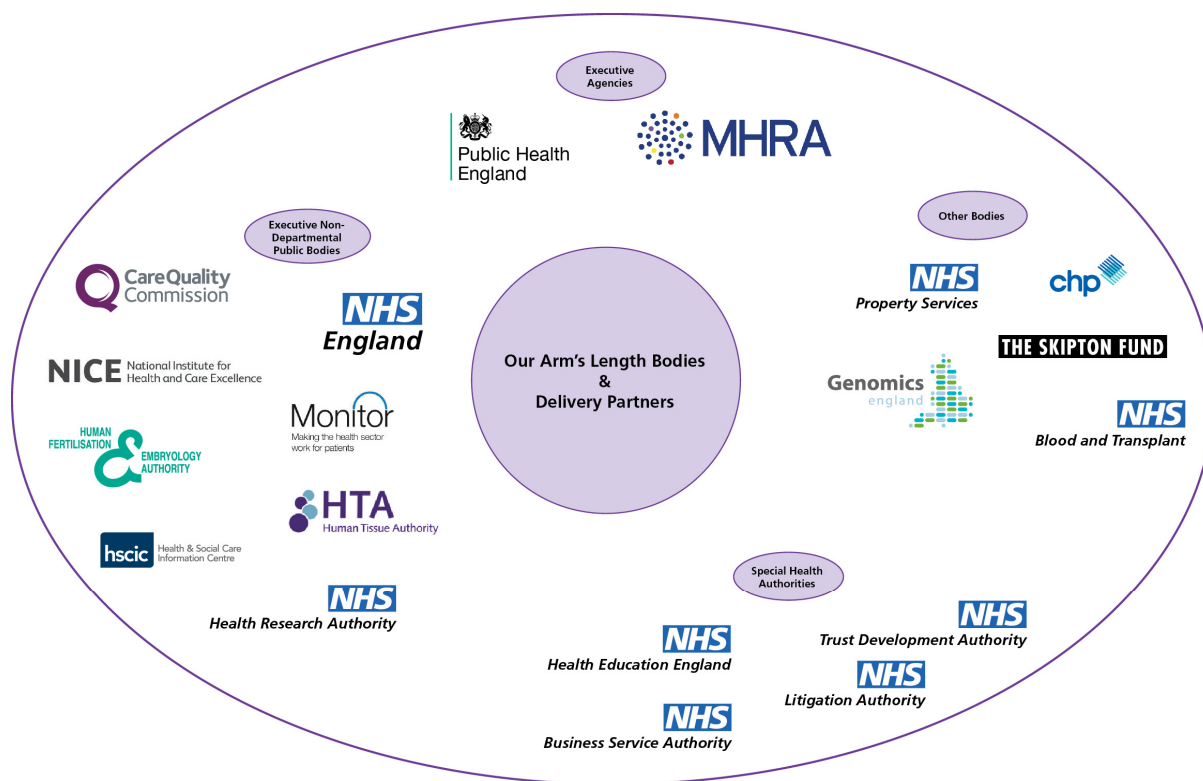 Executive
Agencies
Public Health
England
MHRA
Executive Non-
Departmental
Public Bodies
Other Bodies
CareQuality
Commission
NHS
England
NICE National Institute for
Health and Care Excellence
Monitor
Making the health sector
work for patients
HUMAN
FERTILISATION &
EMBRYOLOGY
AUTHORITY
HTA
Human Tissue Authority
hscic Health & Social Care
Information Centre
NHS
Health Research Authority
Our Arm's Length Bodies
&
Delivery Partners
NHS
Property Services
chp
THE SKIPTON FUND
Genomics
england
NHS
Blood and Transplant
Special Health
Authorities
NHS
Health Education England
NHS
Trust Development Authority
NHS
Litigation Authority
NHS
Business Service Authority